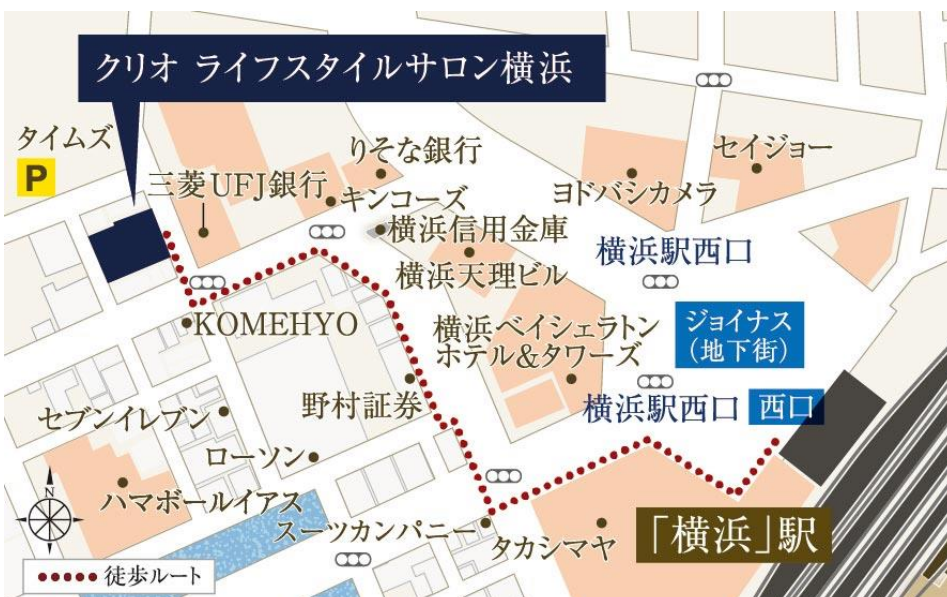 クリオ ライフスタイルサロン横浜
タイムズ
P
三菱UFJ銀行
りそな銀行
キンコーズ
横浜信用金庫
横浜天理ビル
ヨドバシカメラ
セイジョー
横浜駅西口
KOMEHYO
横浜ベイシェラトン
ホテル&タワーズ
ジョイナス
（地下街）
野村証券
横浜駅西口
西口
セブンイレブン
ローソン
ハマボールイアス
スーツカンパニー
タカシマヤ
「横浜」駅
N
徒歩ルート